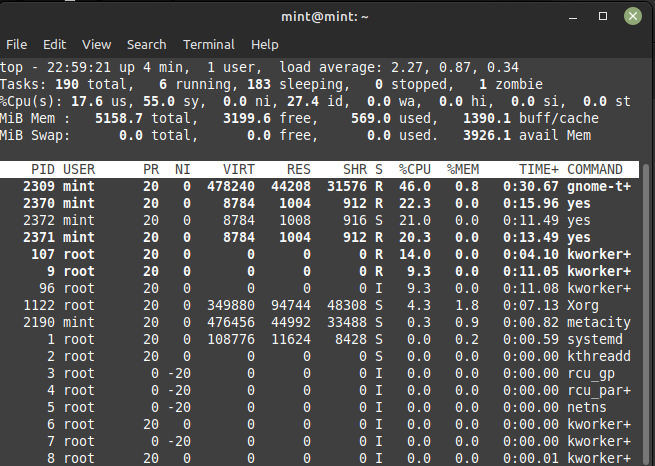 mint@mint: ~
File Edit View Search Terminal Help
top - 22:59:21 up 4 min, 1 user, load average: 2.27, 0.87, 0.34
Tasks: 190 total, 6 running, 183 sleeping, 0 stopped, 1 zombie
%Cpu(s): 17.6 us, 55.0 sy, 0.0 ni, 27.4 id, 0.0 wa, 0.0 hi, 0.0 si, 0.0 st
MiB Mem : 5158.7 total, 3199.6 free, 569.0 used, 1390.1 buff/cache
MiB Swap: 0.0 total, 0.0 free, 0.0 used. 3926.1 avail Mem
PID USER PR NI VIRT RES SHR S %CPU %MEM TIME+ COMMAND
2309 mint 20 0 478240 44208 31576 R 46.0 0.8 0:30.67 gnome-t+
2370 mint 20 0 8784 1004 912 R 22.3 0.0 0:15.96 yes
2372 mint 20 0 8784 1008 916 S 21.0 0.0 0:11.49 yes
2371 mint 20 0 8784 1004 912 R 20.3 0.0 0:13.49 yes
107 root 20 0 0 0 0 R 14.0 0.0 0:04.10 kworker+
9 root 20 0 0 0 0 R 9.3 0.0 0:11.05 kworker+
96 root 20 0 0 0 0 I 9.3 0.0 0:11.08 kworker+
1122 root 20 0 349880 94744 48308 S 4.3 1.8 0:07.13 Xorg
2190 mint 20 0 476456 44992 33488 S 0.3 0.9 0:00.82 metacity
1 root 20 0 108776 11624 8428 S 0.0 0.2 0:00.59 systemd
2 root 20 0 0 0 0 S 0.0 0.0 0:00.00 kthreadd
3 root 0 -20 0 0 0 I 0.0 0.0 0:00.00 rcu_gp
4 root 0 -20 0 0 0 I 0.0 0.0 0:00.00 rcu_par+
5 root 0 -20 0 0 0 I 0.0 0.0 0:00.00 netns
6 root 20 0 0 0 0 I 0.0 0.0 0:00.00 kworker+
7 root 0 -20 0 0 0 I 0.0 0.0 0:00.00 kworker+
8 root 20 0 0 0 0 I 0.0 0.0 0:00.01 kworker+